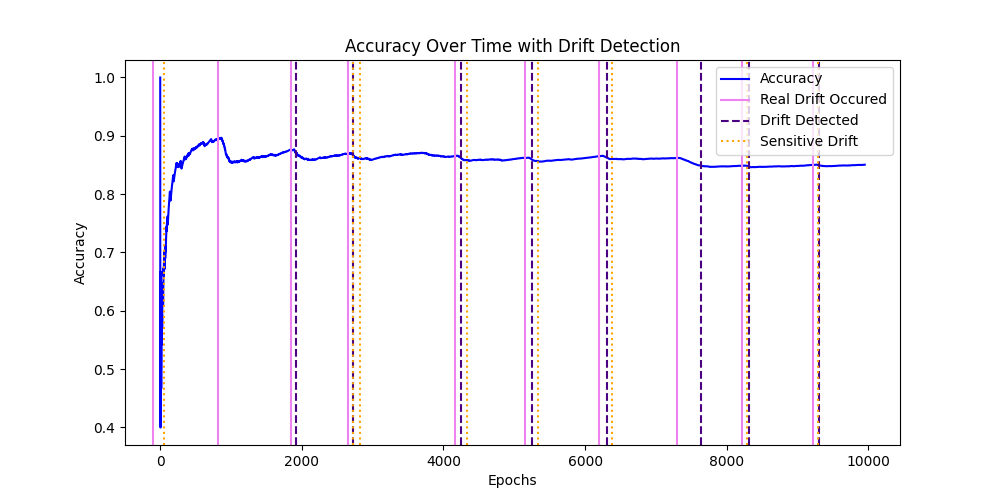 Accuracy Over Time with Drift Detection
Accuracy
1.0
0.9
0.8
0.7
0.6
0.5
0.4
Accuracy
Real Drift Occured
Drift Detected
Sensitive Drift
0 2000 4000 6000 8000 10000
Epochs